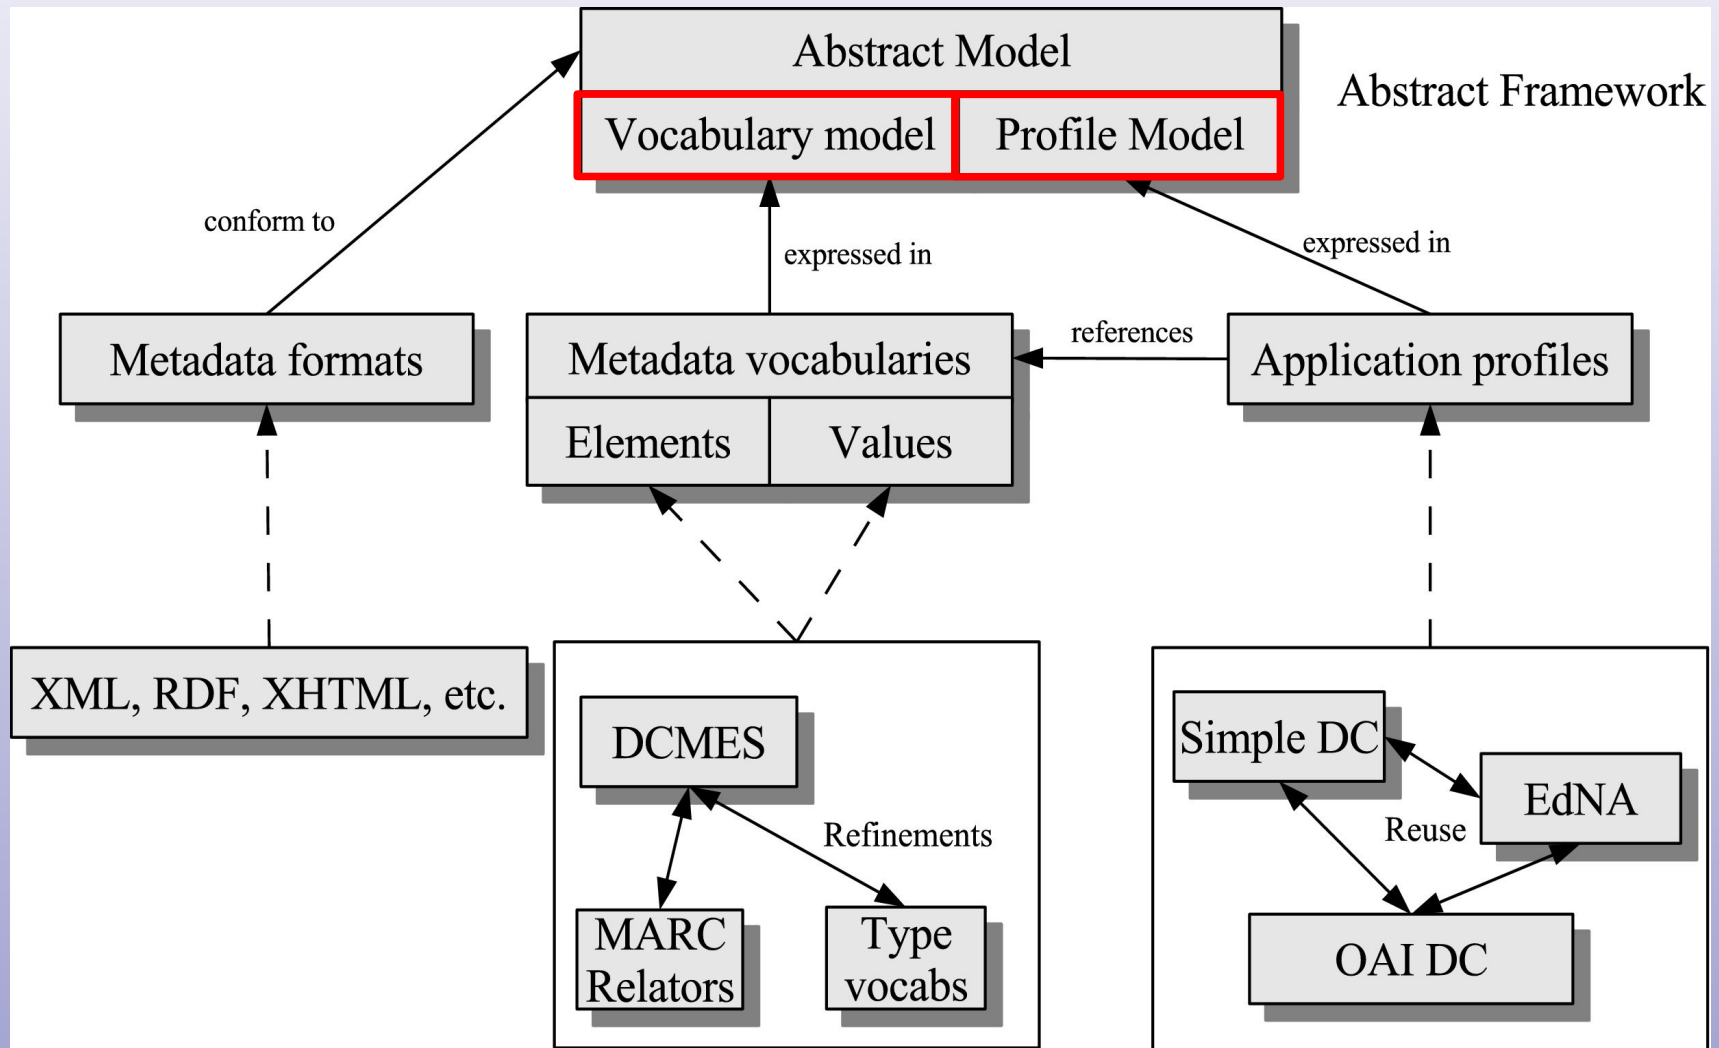 Abstract Model
Abstract Framework
Vocabulary model
Profile Model
conform to
expressed in
expressed in
Metadata formats
Metadata vocabularies
references
Application profiles
Elements
Values
XML, RDF, XHTML, etc.
DCMES
Refinements
MARC
Relators
Type
vocabs
Simple DC
EdNA
Reuse
OAI DC